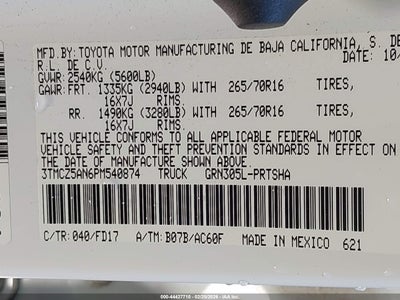 MFD.BY: TOYOTA MOTOR MANUFACTURING DE BAJA CALIFORNIA, S. DE
R.L. DE C.V. DATE: 10/
GVWR: 2540KG (5600LB)
GAWR: FRT. 1335KG (2940LB) WITH 265/70R16 TIRES,
16X7J RIMS,
RR. 1490KG (3280LB) WITH 265/70R16 TIRES,
16X7J RIMS.
THIS VEHICLE CONFORMS TO ALL APPLICABLE FEDERAL MOTOR
VEHICLE SAFETY AND THEFT PREVENTION STANDARDS IN EFFECT O
THE DATE OF MANUFACTURE SHOWN ABOVE.
3TMCZ5AN6PM540874 TRUCK GRN305L-PRTSHA
C/TR: 040/FD17 A/TM: B07B/AC60F MADE IN MEXICO 621